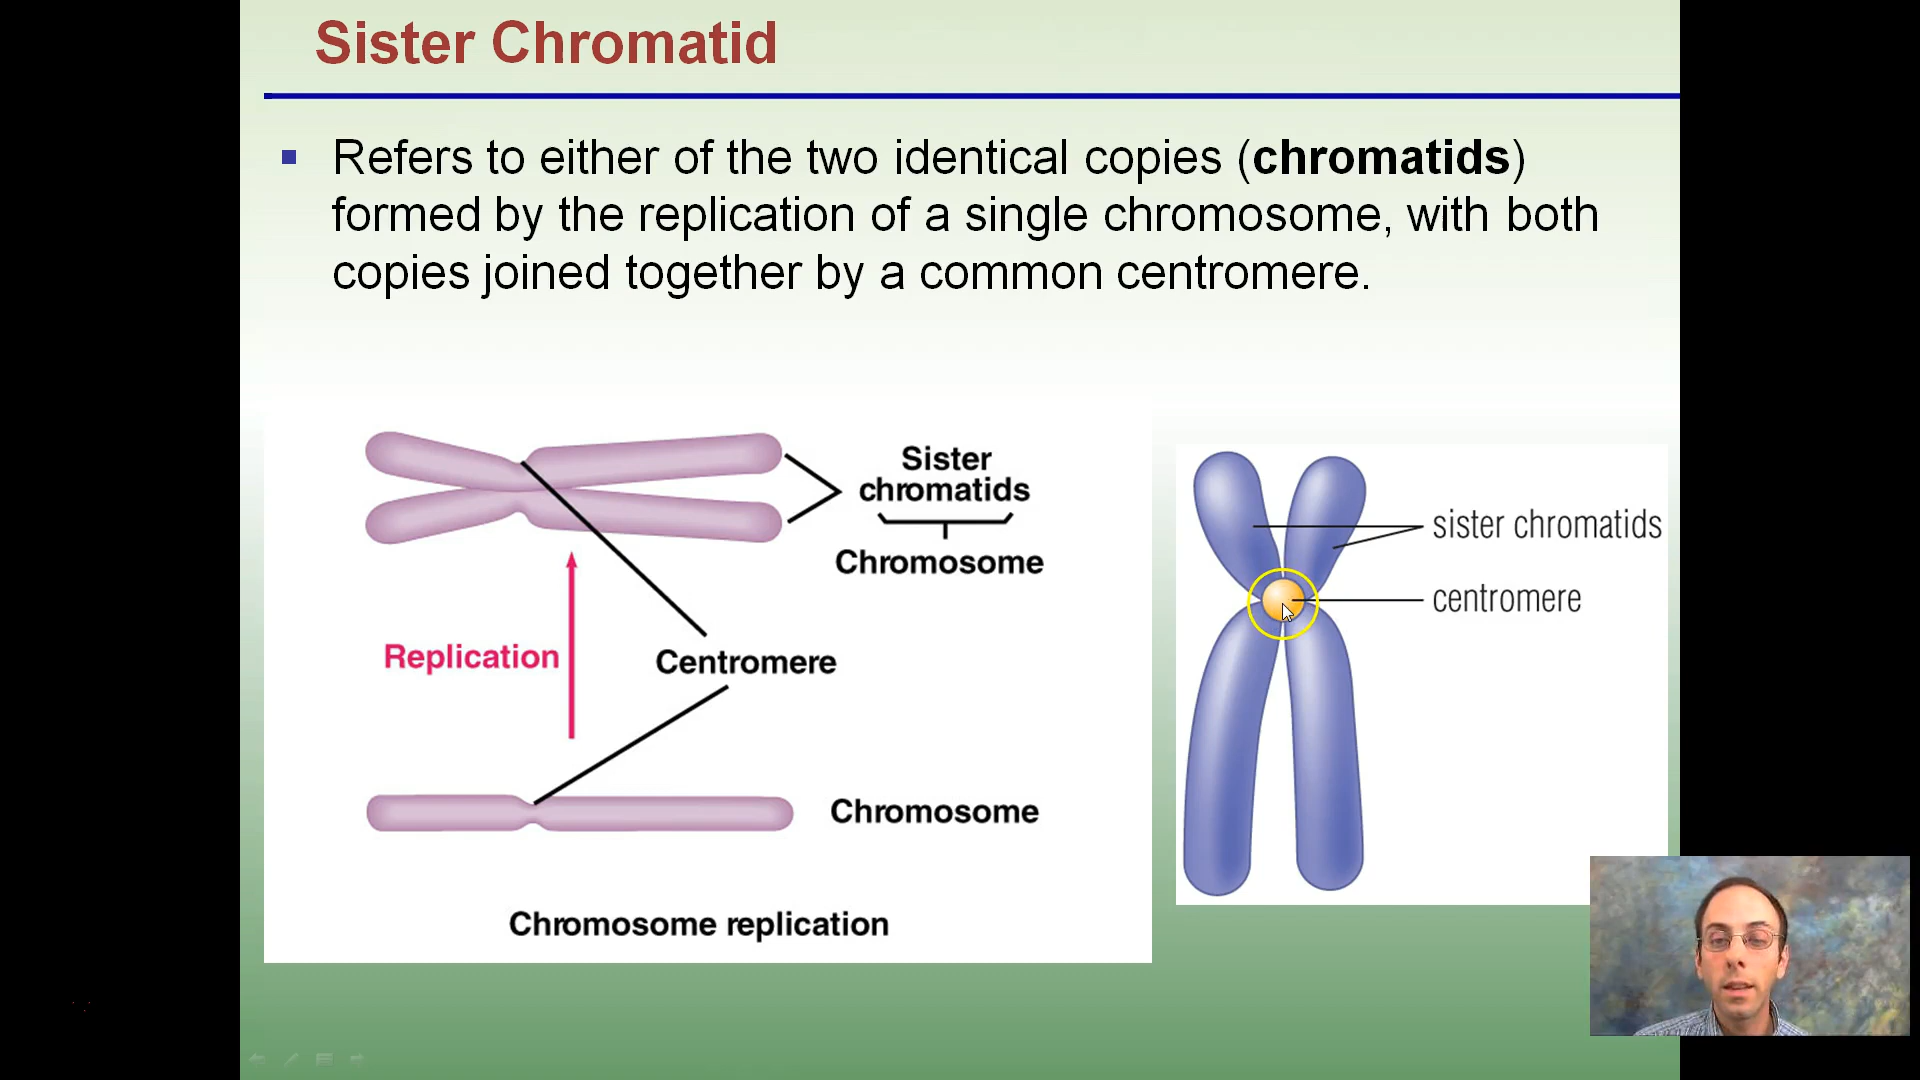 Sister Chromatid
▪ Refers to either of the two identical copies (chromatids)
formed by the replication of a single chromosome, with both
copies joined together by a common centromere.
Sister
chromatids
Chromosome
Replication
Centromere
Chromosome
Chromosome replication
sister chromatids
centromere